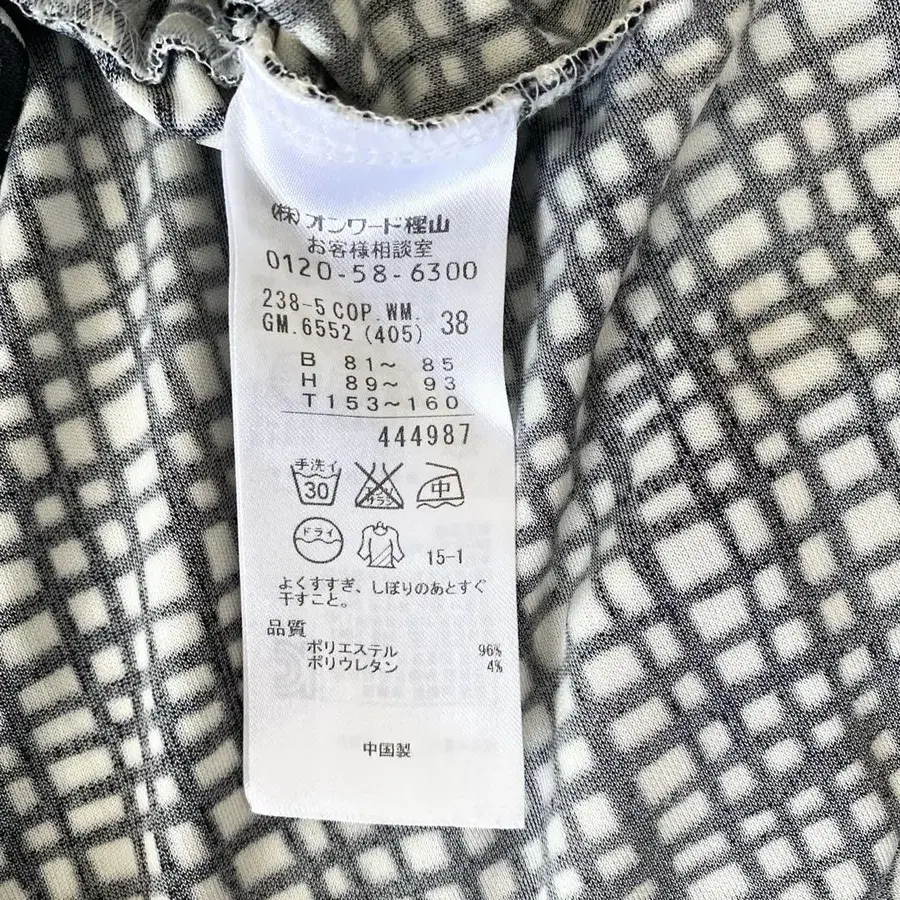 (株)オンワード樫山
お客様相談室
0120-58-6300
238-5 COP.WM.
GM.6552 (405) 38
B 81～ 85
H 89～ 93
T153～160
444987
手洗イ
30
中
ドライ
15-1
よくすすぎ、しぼりのあとすぐ
干すこと。
品質
ポリエステル 96%
ポリウレタン 4%
中国製